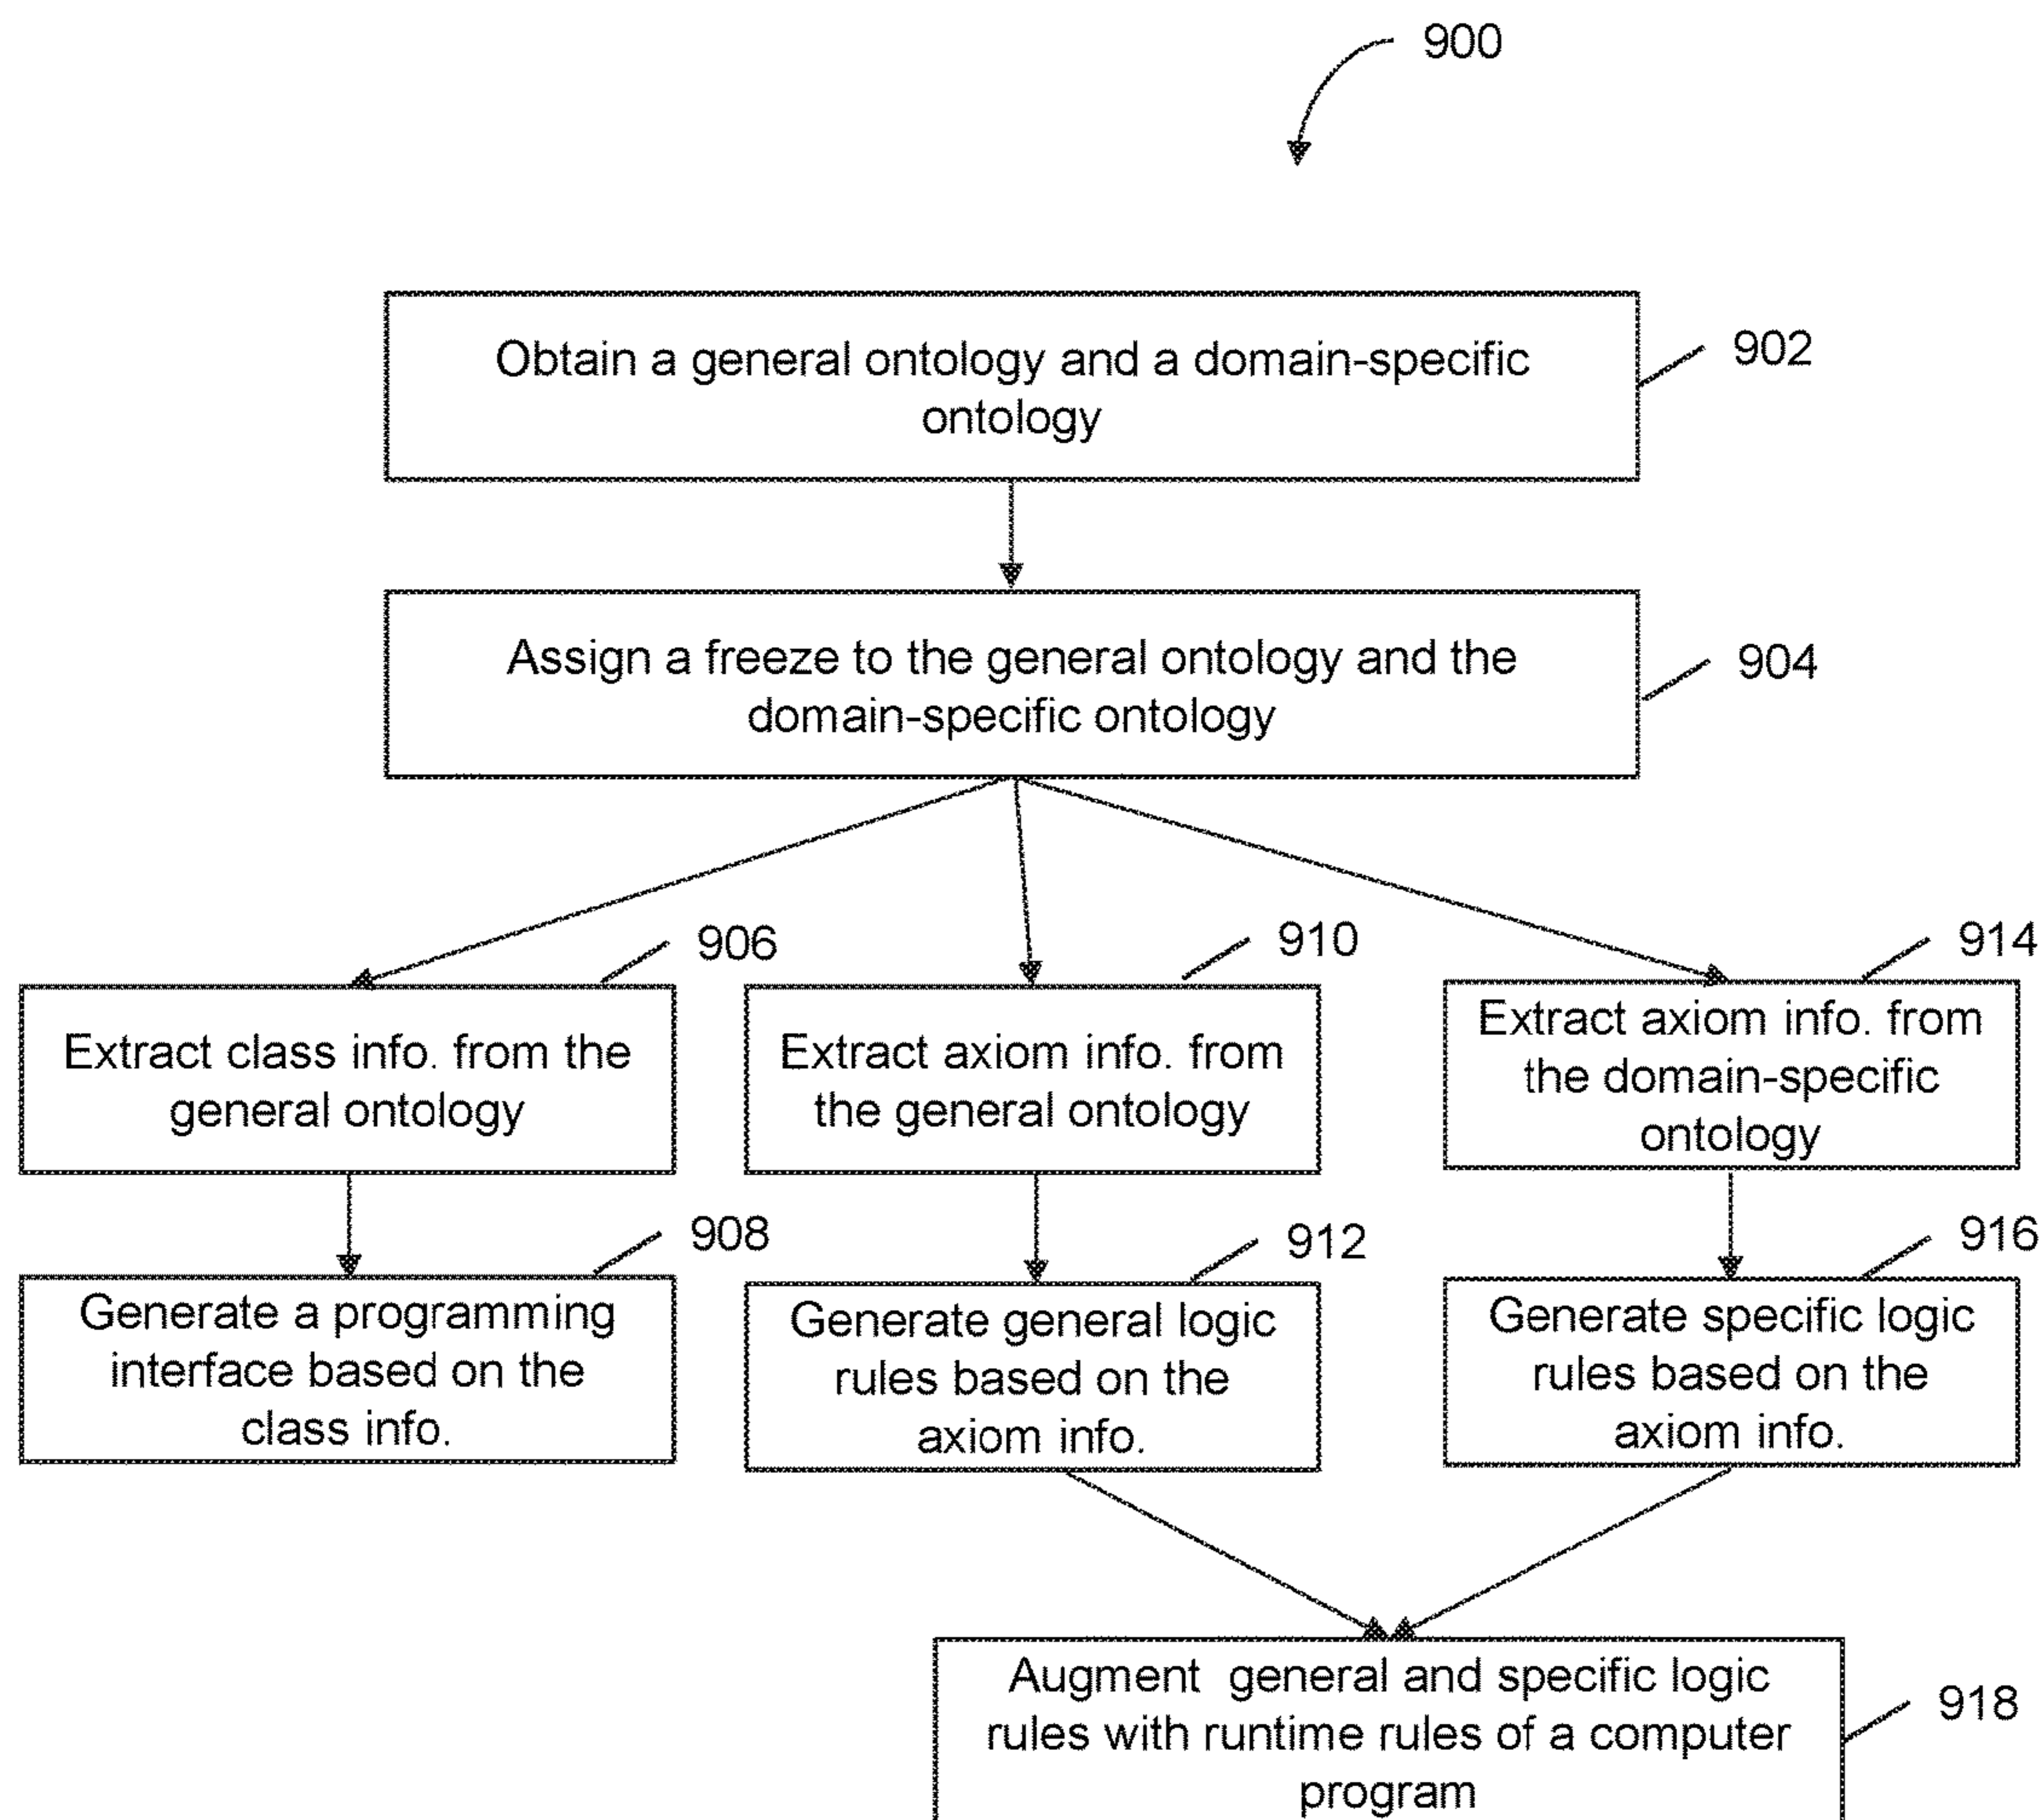 900
Obtain a general ontology and a domain-specific
ontology
902
Assign a freeze to the general ontology and the
domain-specific ontology
904
906
Extract class info. from the
general ontology
910
Extract axiom info. from
the general ontology
914
Extract axiom info. from
the domain-specific
ontology
908
Generate a programming
interface based on the
class info.
912
Generate general logic
rules based on the
axiom info.
916
Generate specific logic
rules based on the
axiom info.
Augment general and specific logic
rules with runtime rules of a computer
program
918